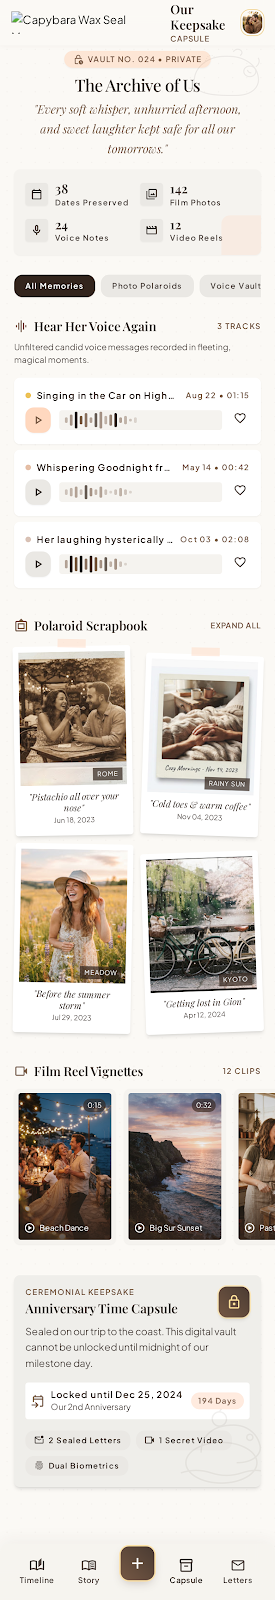 Capybara Wax Seal
Our
Keepsake
CAPSULE
VAULT NO. 024 • PRIVATE
The Archive of Us
"Every soft whisper, unhurried afternoon,
and sweet laughter kept safe for all our
tomorrows."
38
Dates Preserved
142
Film Photos
24
Voice Notes
12
Video Reels
All Memories
Photo Polaroids
Voice Vault
Hear Her Voice Again
3 TRACKS
Unfiltered candid voice messages recorded in fleeting,
magical moments.
Singing in the Car on High...
Aug 22 • 01:15
Whispering Goodnight fr...
May 14 • 00:42
Her laughing hysterically ...
Oct 03 • 02:08
Polaroid Scrapbook
EXPAND ALL
ROME
"Pistachio all over your
nose"
Jun 18, 2023
Cozy Mornings - Nov 14, 2023
RAINY SUN
"Cold toes & warm coffee"
Nov 04, 2023
MEADOW
"Before the summer
storm"
Jul 29, 2023
KYOTO
"Getting lost in Gion"
Apr 12, 2024
Film Reel Vignettes
12 CLIPS
0:15
Beach Dance
0:32
Big Sur Sunset
Past
CEREMONIAL KEEPSAKE
Anniversary Time Capsule
Sealed on our trip to the coast. This digital vault
cannot be unlocked until midnight of our
milestone day.
Locked until Dec 25, 2024
Our 2nd Anniversary
194 Days
2 Sealed Letters
1 Secret Video
Dual Biometrics
Timeline
Story
Capsule
Letters